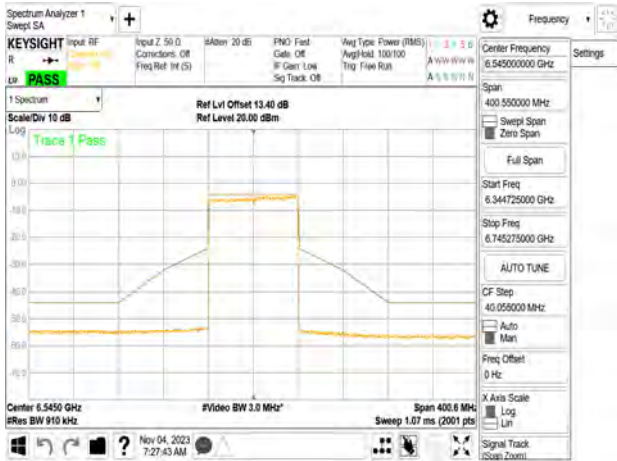 Spectrum Analyzer 1
Swept SA
Frequency
KEYSIGHT
Input: RF
Input Z: 50 Ω
#Atten: 20 dB
PNO: Fast
Avg Type: Power (RMS)
R
Corrections: Off
Gate: Off
Avg|Hold: 100/100
Freq Ref: Int (S)
IF Gain: Low
Trig: Free Run
Sig Track: Off
PASS
1 Spectrum
Ref Lvl Offset 13.40 dB
Scale/Div 10 dB
Ref Level 20.00 dBm
Log
Trace 1 Pass
Center 6.5450 GHz
#Video BW 3.0 MHz*
Span 400.6 MHz
#Res BW 910 kHz
Sweep 1.07 ms (2001 pts
Nov 04, 2023
7:27:43 AM
Center Frequency
6.545000000 GHz
Settings
Span
400.550000 MHz
Swept Span
Zero Span
Full Span
Start Freq
6.344725000 GHz
Stop Freq
6.745275000 GHz
AUTO TUNE
CF Step
40.055000 MHz
Auto
Man
Freq Offset
0 Hz
X Axis Scale
Log
Lin
Signal Track
(Span Zoom)